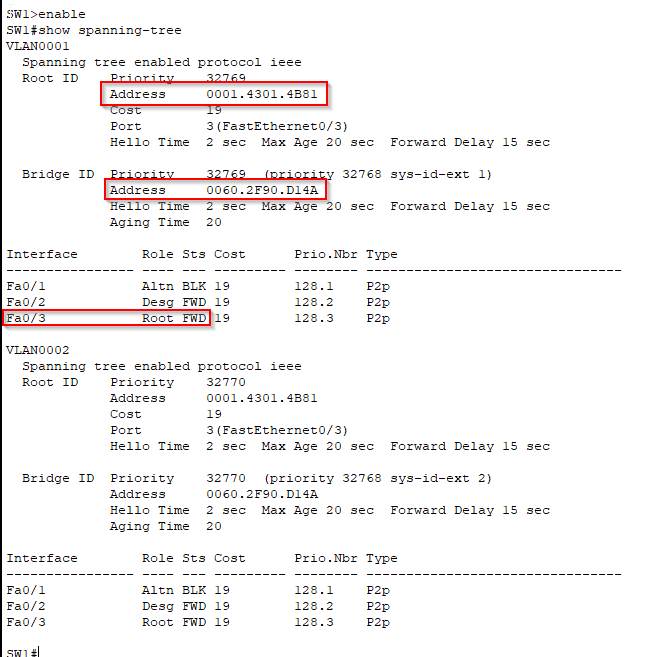 SW1>enable
SW1#show spanning-tree
VLAN0001
  Spanning tree enabled protocol ieee
  Root ID    Priority    32769
             Address     0001.4301.4B81
             Cost        19
             Port        3(FastEthernet0/3)
             Hello Time  2 sec  Max Age 20 sec  Forward Delay 15 sec

  Bridge ID  Priority    32769  (priority 32768 sys-id-ext 1)
             Address     0060.2F90.D14A
             Hello Time  2 sec  Max Age 20 sec  Forward Delay 15 sec
             Aging Time  20

Interface        Role Sts Cost      Prio.Nbr Type
---------------- ---- --- --------- -------- --------------------------------
Fa0/1            Altn BLK 19        128.1    P2p
Fa0/2            Desg FWD 19        128.2    P2p
Fa0/3            Root FWD 19        128.3    P2p

VLAN0002
  Spanning tree enabled protocol ieee
  Root ID    Priority    32770
             Address     0001.4301.4B81
             Cost        19
             Port        3(FastEthernet0/3)
             Hello Time  2 sec  Max Age 20 sec  Forward Delay 15 sec

  Bridge ID  Priority    32770  (priority 32768 sys-id-ext 2)
             Address     0060.2F90.D14A
             Hello Time  2 sec  Max Age 20 sec  Forward Delay 15 sec
             Aging Time  20

Interface        Role Sts Cost      Prio.Nbr Type
---------------- ---- --- --------- -------- --------------------------------
Fa0/1            Altn BLK 19        128.1    P2p
Fa0/2            Desg FWD 19        128.2    P2p
Fa0/3            Root FWD 19        128.3    P2p

SW1#